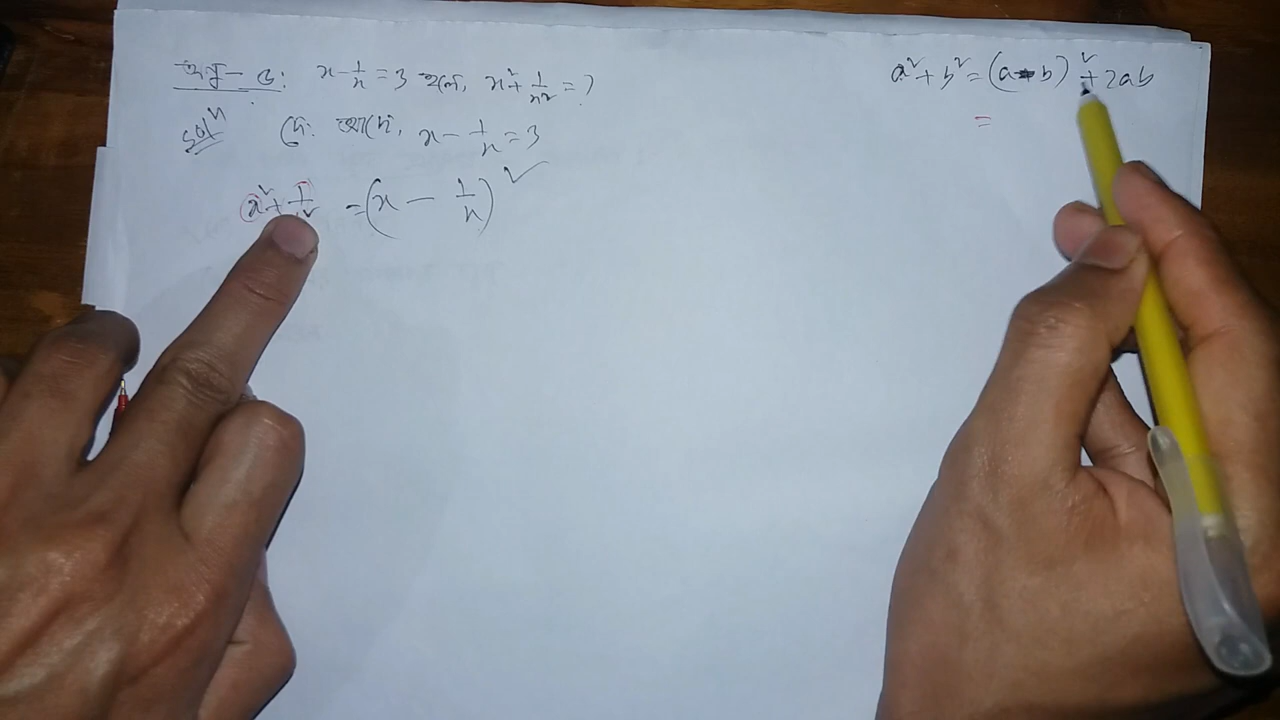 অনু-৩: x - 1/x = 3 হলে, x² + 1/x² = ?
a² + b² = (a - b)² + 2ab
=
Solⁿ
দে: আছে, x - 1/x = 3
x² + 1/x² = (x - 1/x)²